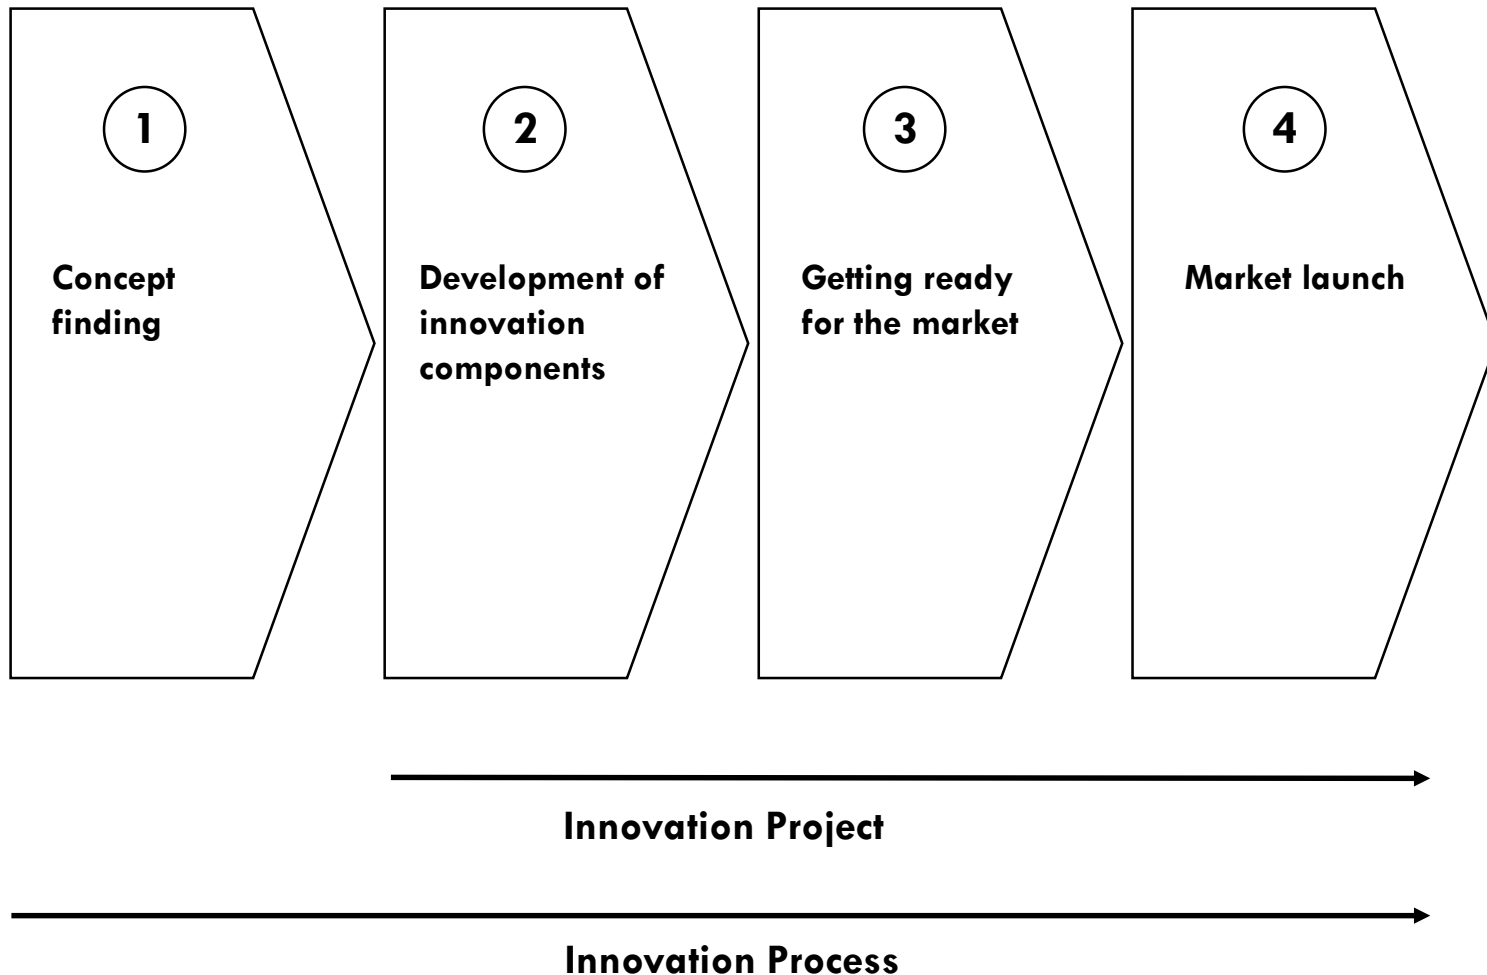 1
Concept
finding
2
Development of
innovation
components
3
Getting ready
for the market
4
Market launch
Innovation Project
Innovation Process